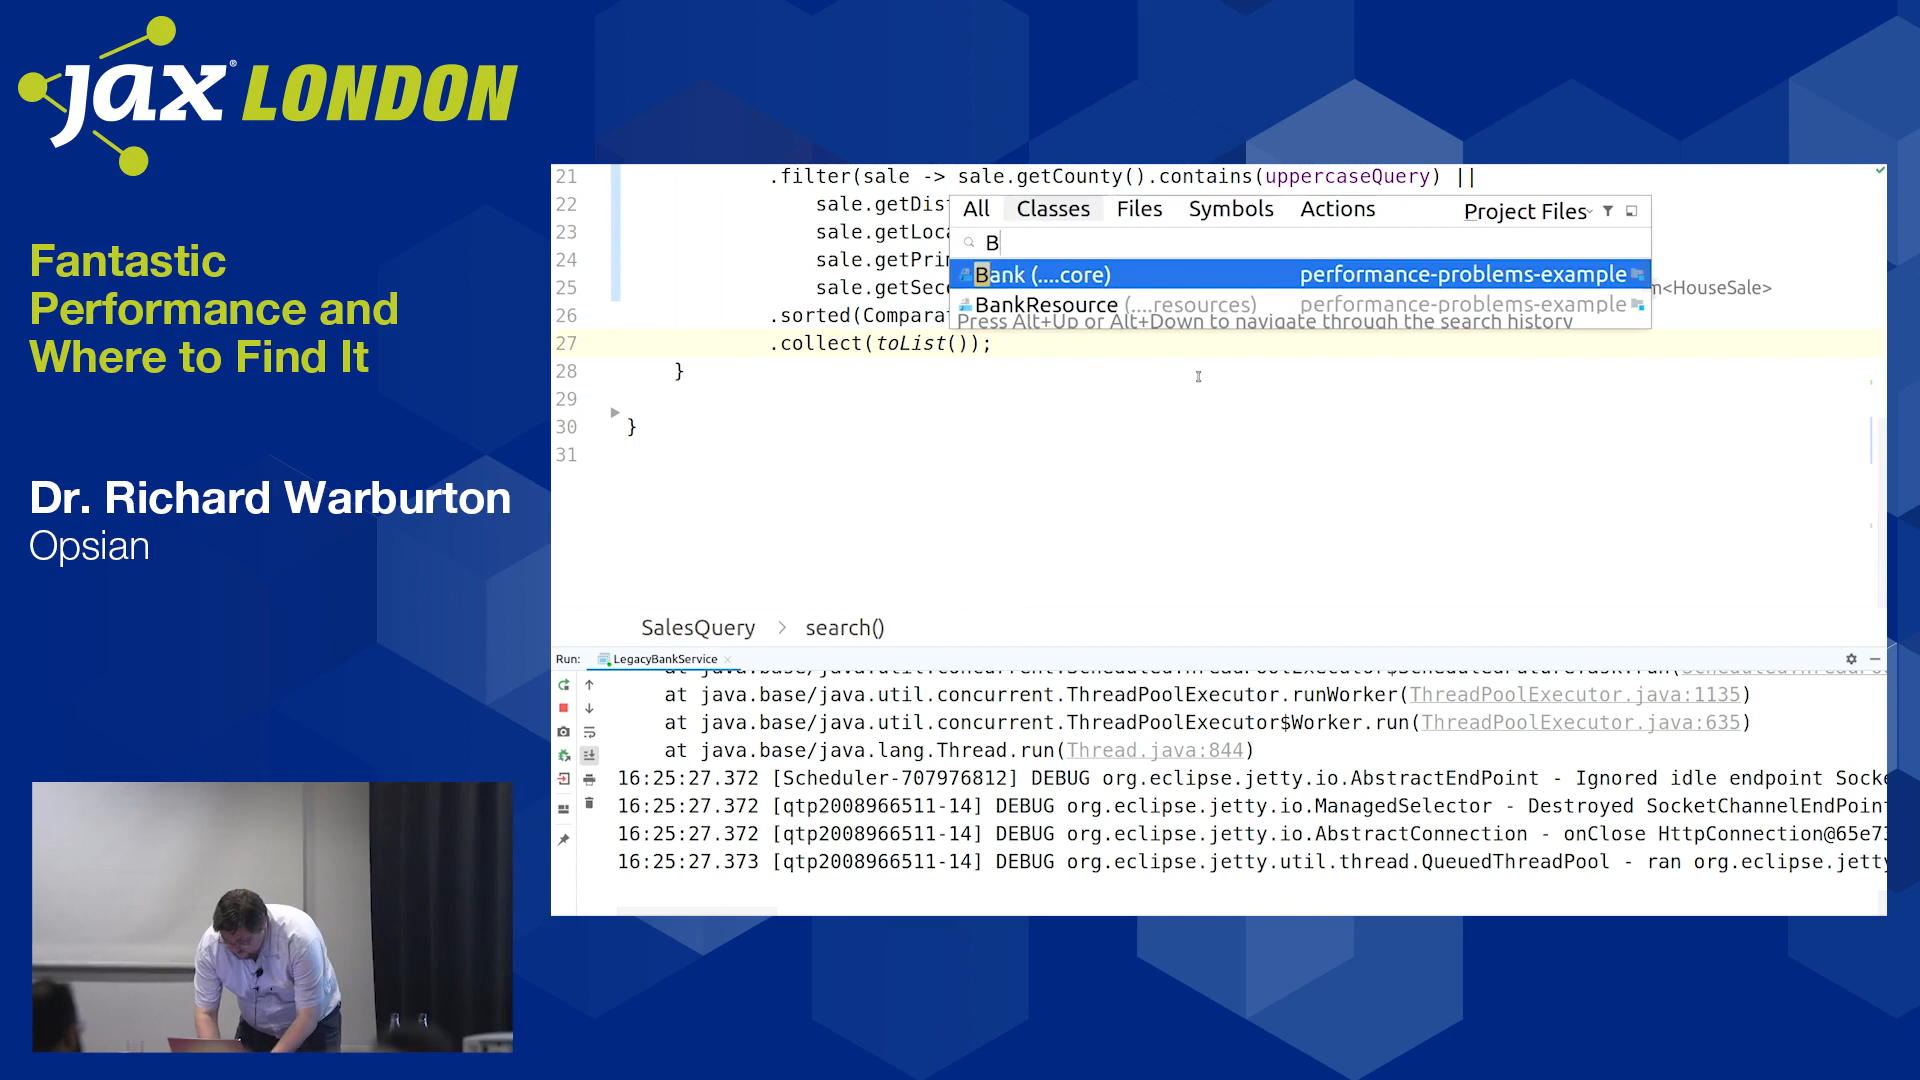 jax® LONDON
Fantastic
Performance and
Where to Find It
Dr. Richard Warburton
Opsian
21 .filter(sale -> sale.getCounty().contains(uppercaseQuery) ||
22 sale.getDis
23 sale.getLoca
24 sale.getPri
25 sale.getSec
m<HouseSale>
26 .sorted(Compara
27 .collect(toList());
28 }
29
30 }
31
All Classes Files Symbols Actions Project Files
B
Bank (....core) performance-problems-example
BankResource (....resources) performance-problems-example
Press Alt+Up or Alt+Down to navigate through the search history
SalesQuery > search()
Run: LegacyBankService
at java.base/java.util.concurrent.ThreadPoolExecutor.runWorker(ThreadPoolExecutor.java:1135)
at java.base/java.util.concurrent.ThreadPoolExecutor$Worker.run(ThreadPoolExecutor.java:635)
at java.base/java.lang.Thread.run(Thread.java:844)
16:25:27.372 [Scheduler-707976812] DEBUG org.eclipse.jetty.io.AbstractEndPoint - Ignored idle endpoint Socke
16:25:27.372 [qtp2008966511-14] DEBUG org.eclipse.jetty.io.ManagedSelector - Destroyed SocketChannelEndPoint
16:25:27.372 [qtp2008966511-14] DEBUG org.eclipse.jetty.io.AbstractConnection - onClose HttpConnection@65e73
16:25:27.373 [qtp2008966511-14] DEBUG org.eclipse.jetty.util.thread.QueuedThreadPool - ran org.eclipse.jetty